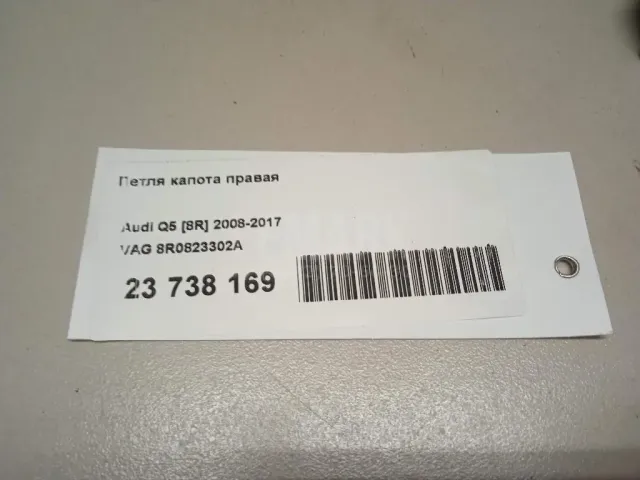 Петля капота правая
Audi Q5 [8R] 2008-2017
VAG 8R0823302A
23 738 169